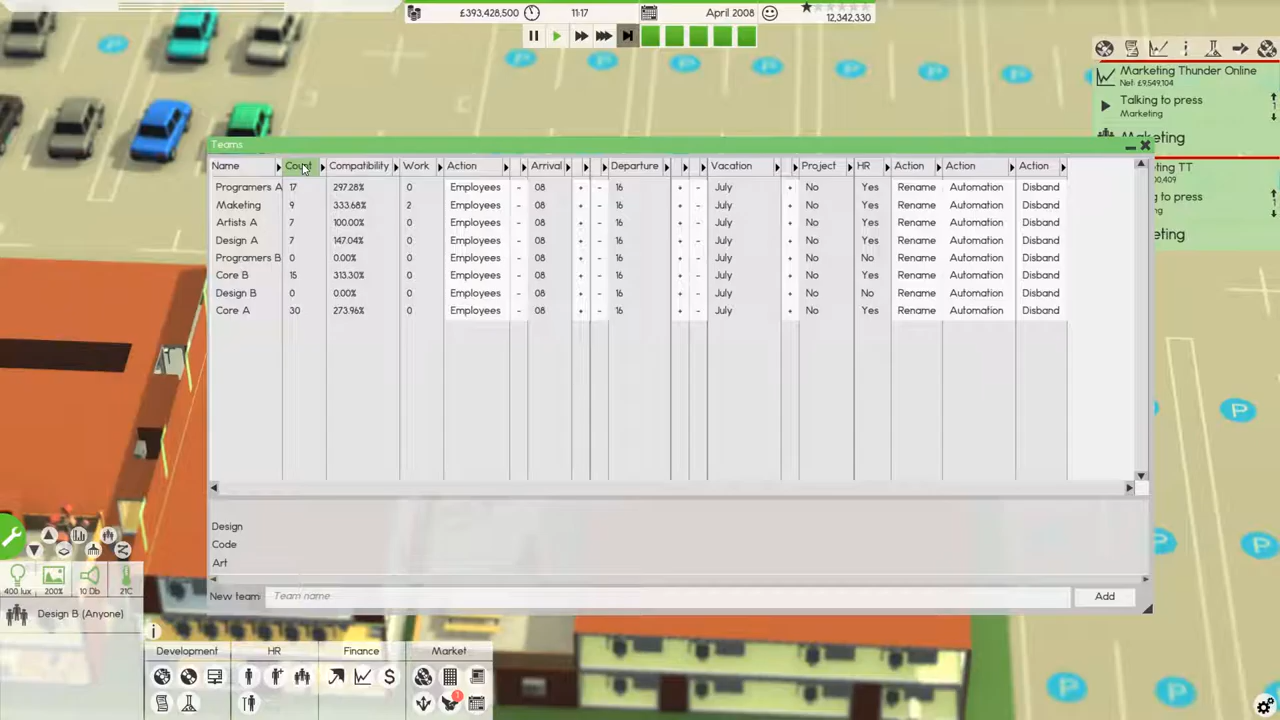 £393,428,500 11:17 April 2008 12,342,330
Marketing Thunder Online
Net: £9,549,104
Talking to press
Marketing
Maketing
Teams
Name Count Compatibility Work Action Arrival Departure Vacation Project HR Action Action Action
Programers A 17 297.28% Employees - 08 + - 16 + - July + No Yes Rename Automation Disband
Maketing 9 333.68% 2 Employees - 08 + - 16 + - July + No Yes Rename Automation Disband
Artists A 7 100.00% 0 Employees - 08 + - 16 + - July + No Yes Rename Automation Disband
Design A 7 147.04% 0 Employees - 08 + - 16 + - July + No Yes Rename Automation Disband
Programers B 0 0.00% 0 Employees - 08 + - 16 + - July + No No Rename Automation Disband
Core B 15 313.30% 0 Employees - 08 + - 16 + - July + No Yes Rename Automation Disband
Design B 0 0.00% 0 Employees - 08 + - 16 + - July + No No Rename Automation Disband
Core A 30 273.96% 0 Employees - 08 + - 16 + - July + No Yes Rename Automation Disband
Design
Code
Art
New team: Team name Add
400 lux 200% 10 Db 21C
Design B (Anyone)
Development HR Finance Market